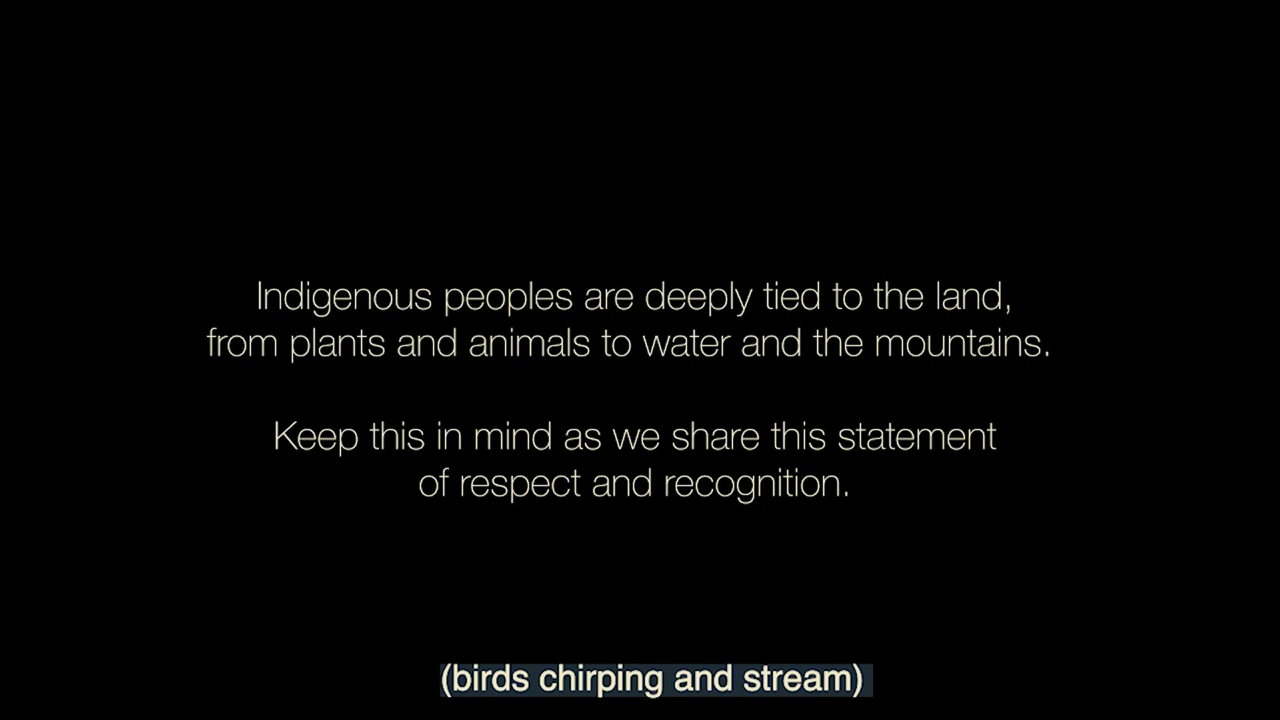 Indigenous peoples are deeply tied to the land,
from plants and animals to water and the mountains.
Keep this in mind as we share this statement
of respect and recognition.
(birds chirping and stream)